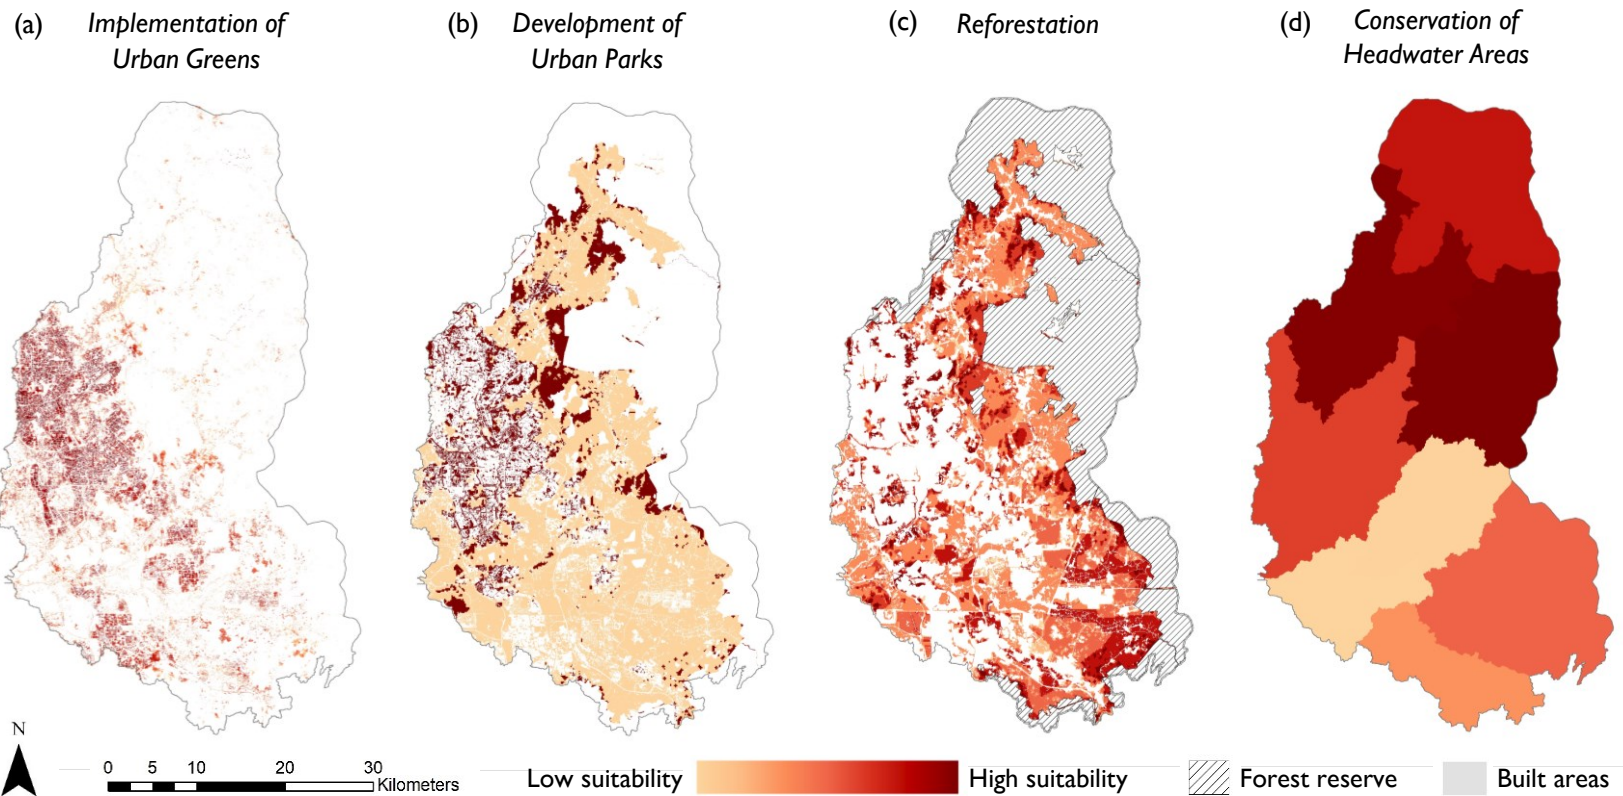 (a) Implementation of
Urban Greens
(b) Development of
Urban Parks
(c) Reforestation
(d) Conservation of
Headwater Areas
N
0 5 10 20 30
Kilometers
Low suitability
High suitability
Forest reserve
Built areas